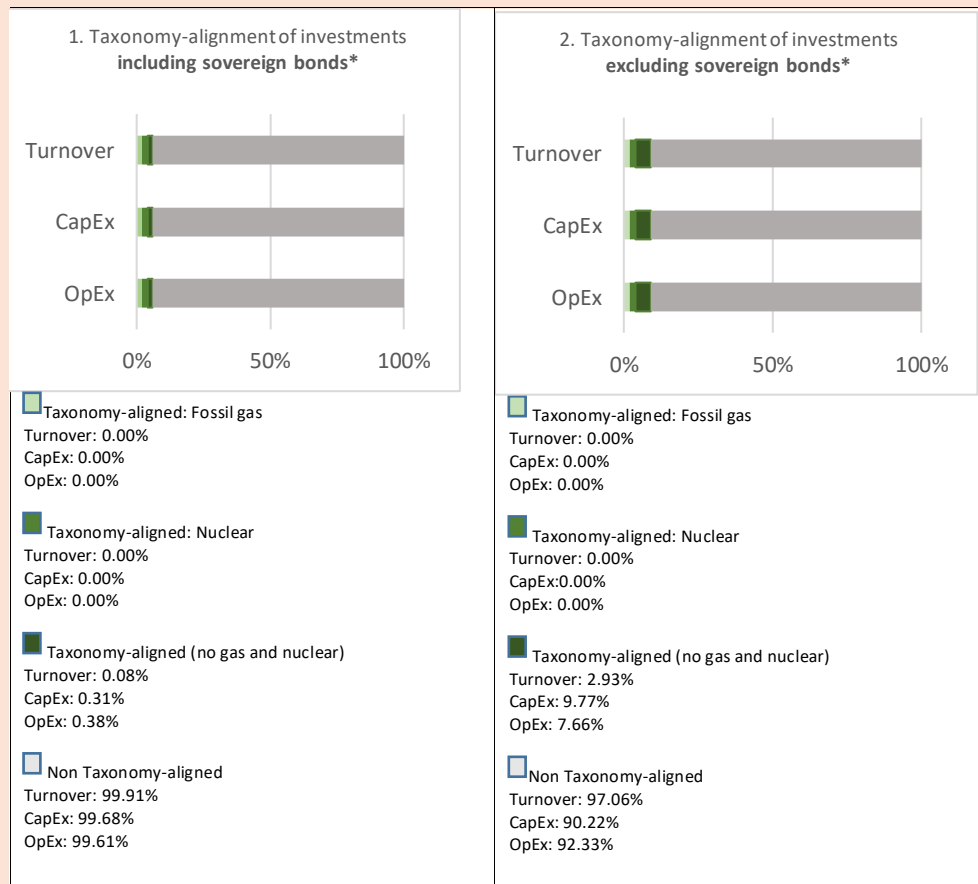 1. Taxonomy-alignment of investments
including sovereign bonds*
Turnover
CapEx
OpEx
0% 50% 100%
Taxonomy-aligned: Fossil gas
Turnover: 0.00%
CapEx: 0.00%
OpEx: 0.00%
Taxonomy-aligned: Nuclear
Turnover: 0.00%
CapEx: 0.00%
OpEx: 0.00%
Taxonomy-aligned (no gas and nuclear)
Turnover: 0.08%
CapEx: 0.31%
OpEx: 0.38%
Non Taxonomy-aligned
Turnover: 99.91%
CapEx: 99.68%
OpEx: 99.61%
2. Taxonomy-alignment of investments
excluding sovereign bonds*
Turnover
CapEx
OpEx
0% 50% 100%
Taxonomy-aligned: Fossil gas
Turnover: 0.00%
CapEx: 0.00%
OpEx: 0.00%
Taxonomy-aligned: Nuclear
Turnover: 0.00%
CapEx:0.00%
OpEx: 0.00%
Taxonomy-aligned (no gas and nuclear)
Turnover: 2.93%
CapEx: 9.77%
OpEx: 7.66%
Non Taxonomy-aligned
Turnover: 97.06%
CapEx: 90.22%
OpEx: 92.33%